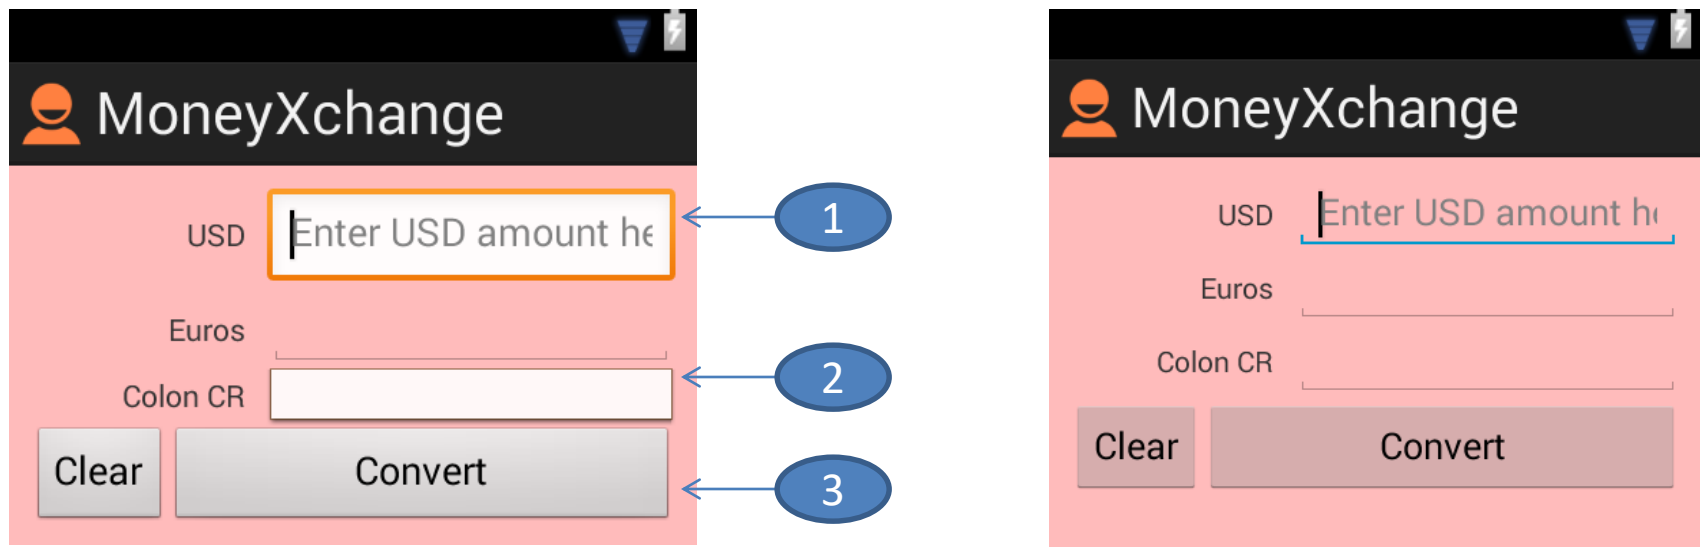 MoneyXchange
USD
Enter USD amount he
1
Euros
2
Colon CR
Clear
Convert
3
MoneyXchange
USD
Enter USD amount h
Euros
Colon CR
Clear
Convert